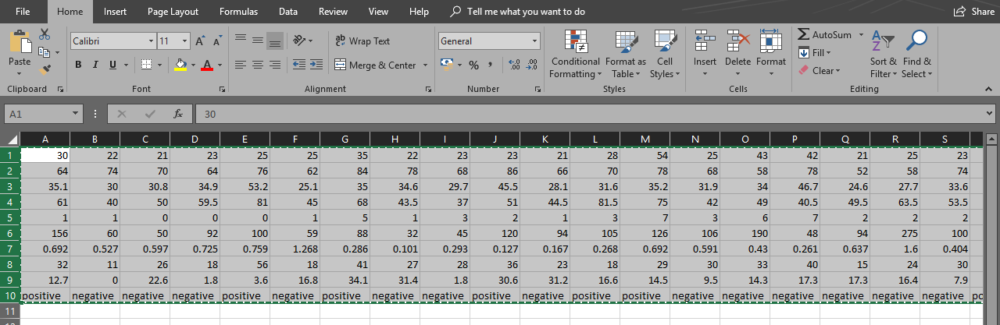 File Home Insert Page Layout Formulas Data Review View Help Tell me what you want to do Share
Paste
Calibri 11
Wrap Text
General
Conditional Formatting
Format as Table
Cell Styles
Insert Delete Format
AutoSum
Fill
Clear
Sort & Filter
Find & Select
B I U A
Merge & Center
% ,
Clipboard Font Alignment Number Styles Cells Editing
A1 fx 30
A B C D E F G H I J K L M N O P Q R S
1 30 22 21 23 25 25 35 22 23 23 21 28 54 25 43 42 21 25 23
2 64 74 70 64 76 62 84 78 68 86 66 70 78 68 58 78 52 58 74
3 35.1 30 30.8 34.9 53.2 25.1 35 34.6 29.7 45.5 28.1 31.6 35.2 31.9 34 46.7 24.6 27.7 33.6
4 61 40 50 59.5 81 45 68 43.5 37 51 44.5 81.5 75 42 49 40.5 49.5 63.5 53.5
5 1 1 0 0 0 1 5 1 3 2 1 3 7 3 6 7 2 2 2
6 156 60 50 92 100 59 88 32 45 120 94 105 126 106 190 48 94 275 100
7 0.692 0.527 0.597 0.725 0.759 1.268 0.286 0.101 0.293 0.127 0.167 0.268 0.692 0.591 0.43 0.261 0.637 1.6 0.404
8 32 11 26 18 56 18 41 27 28 36 23 18 29 30 33 40 15 24 30
9 12.7 0 22.6 1.8 3.6 16.8 34.1 31.4 1.8 30.6 31.2 16.6 14.5 9.5 14.3 17.3 17.3 16.4 7.9
10 positive negative negative negative positive negative positive negative negative positive negative positive positive negative negative negative negative negative negative po
11